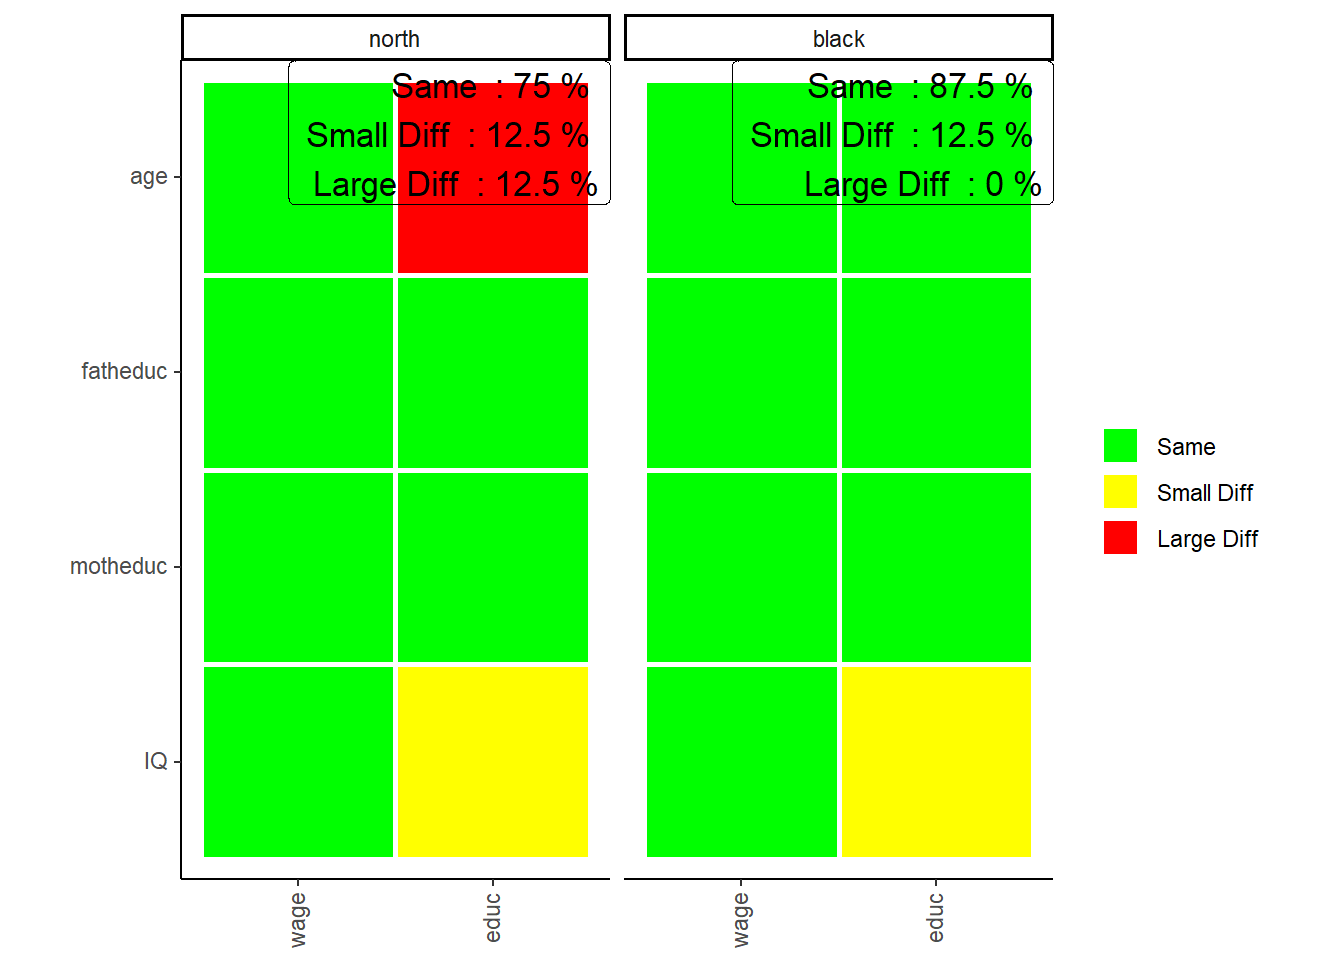 north
black
Same : 75 %
Small Diff : 12.5 %
Large Diff : 12.5 %
Same : 87.5 %
Small Diff : 12.5 %
Large Diff : 0 %
age
fatheduc
motheduc
IQ
wage
educ
wage
educ
Same
Small Diff
Large Diff